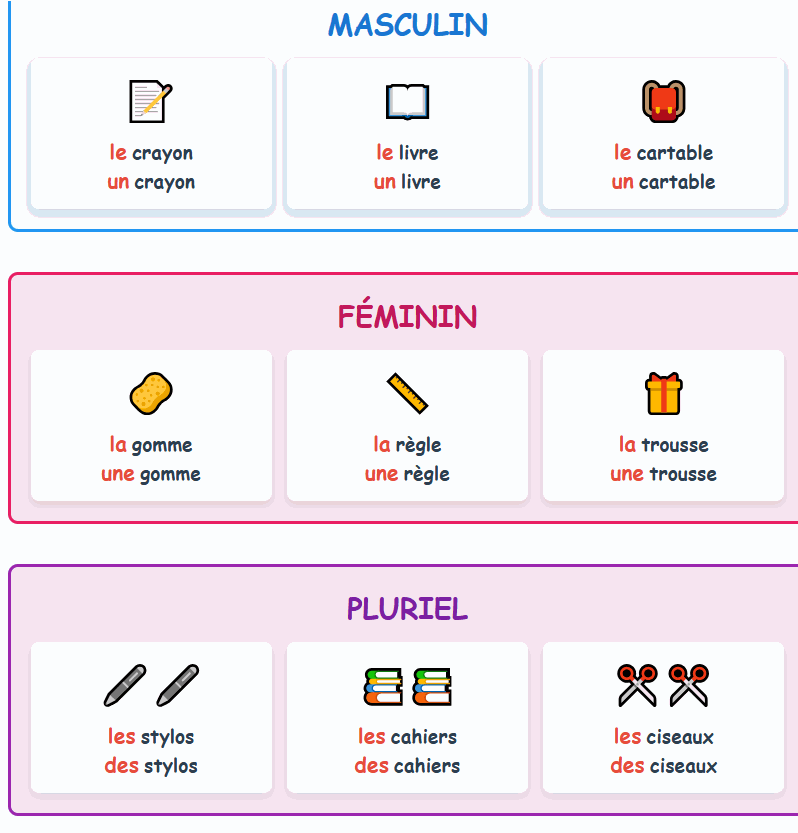 MASCULIN
le crayon
un crayon
le livre
un livre
le cartable
un cartable
FÉMININ
la gomme
une gomme
la règle
une règle
la trousse
une trousse
PLURIEL
les stylos
des stylos
les cahiers
des cahiers
les ciseaux
des ciseaux